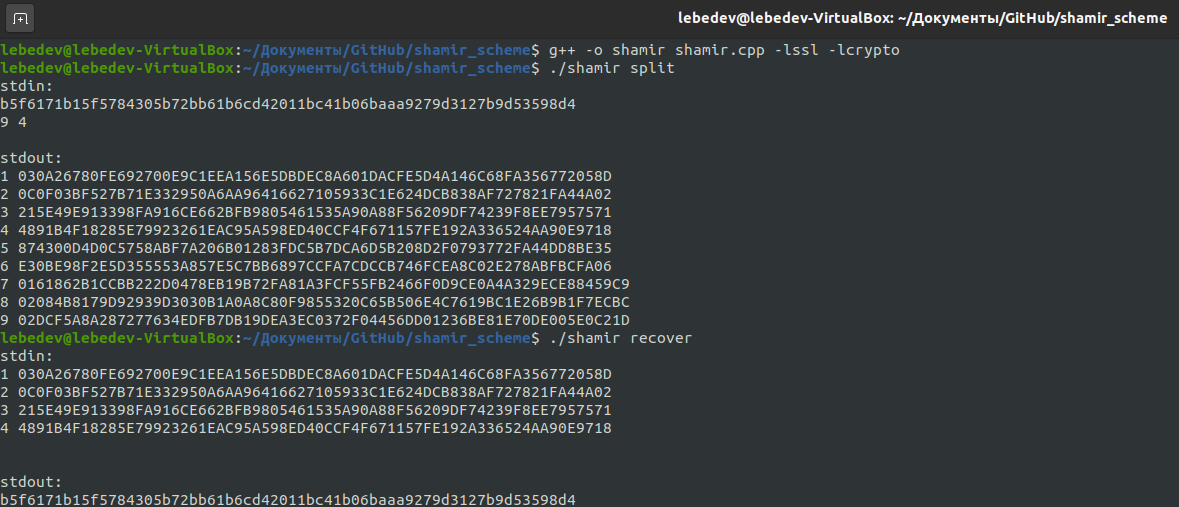 lebedev@lebedev-VirtualBox: ~/Документы/GitHub/shamir_scheme
lebedev@lebedev-VirtualBox:~/Документы/GitHub/shamir_scheme$ g++ -o shamir shamir.cpp -lssl -lcrypto
lebedev@lebedev-VirtualBox:~/Документы/GitHub/shamir_scheme$ ./shamir split
stdin:
b5f6171b15f5784305b72bb61b6cd42011bc41b06baaa9279d3127b9d53598d4
9 4
stdout:
1 030A26780FE692700E9C1EEA156E5DBDEC8A601DACFE5D4A146C68FA356772058D
2 0C0F03BF527B71E332950A6AA96416627105933C1E624DCB838AF727821FA44A02
3 215E49E913398FA916CE662BFB9805461535A90A88F56209DF74239F8EE7957571
4 4891B4F18285E79923261EAC95A598ED40CCF4F671157FE192A336524AA90E9718
5 874300D4D0C5758ABF7A206B01283FDC5B7DCA6D5B208D2F0793772FA44DD8BE35
6 E30BE98F2E5D355553A857E5C7BB6897CCFA7CDCCB746FCEA8C02E278ABFBCFA06
7 0161862B1CCBB222D0478EB19B72FA81A3FCF55FB2466F0D9CE0A4A329ECE88459C9
8 02084B8179D92939D3030B1A0A8C80F9855320C65B506E4C7619BC1E26B9B1F7ECBC
9 02DCF5A8A287277634EDFB7DB19DEA3EC0372F04456DD01236BE81E70DE005E0C21D
lebedev@lebedev-VirtualBox:~/Документы/GitHub/shamir_scheme$ ./shamir recover
stdin:
1 030A26780FE692700E9C1EEA156E5DBDEC8A601DACFE5D4A146C68FA356772058D
2 0C0F03BF527B71E332950A6AA96416627105933C1E624DCB838AF727821FA44A02
3 215E49E913398FA916CE662BFB9805461535A90A88F56209DF74239F8EE7957571
4 4891B4F18285E79923261EAC95A598ED40CCF4F671157FE192A336524AA90E9718
stdout:
b5f6171b15f5784305b72bb61b6cd42011bc41b06baaa9279d3127b9d53598d4